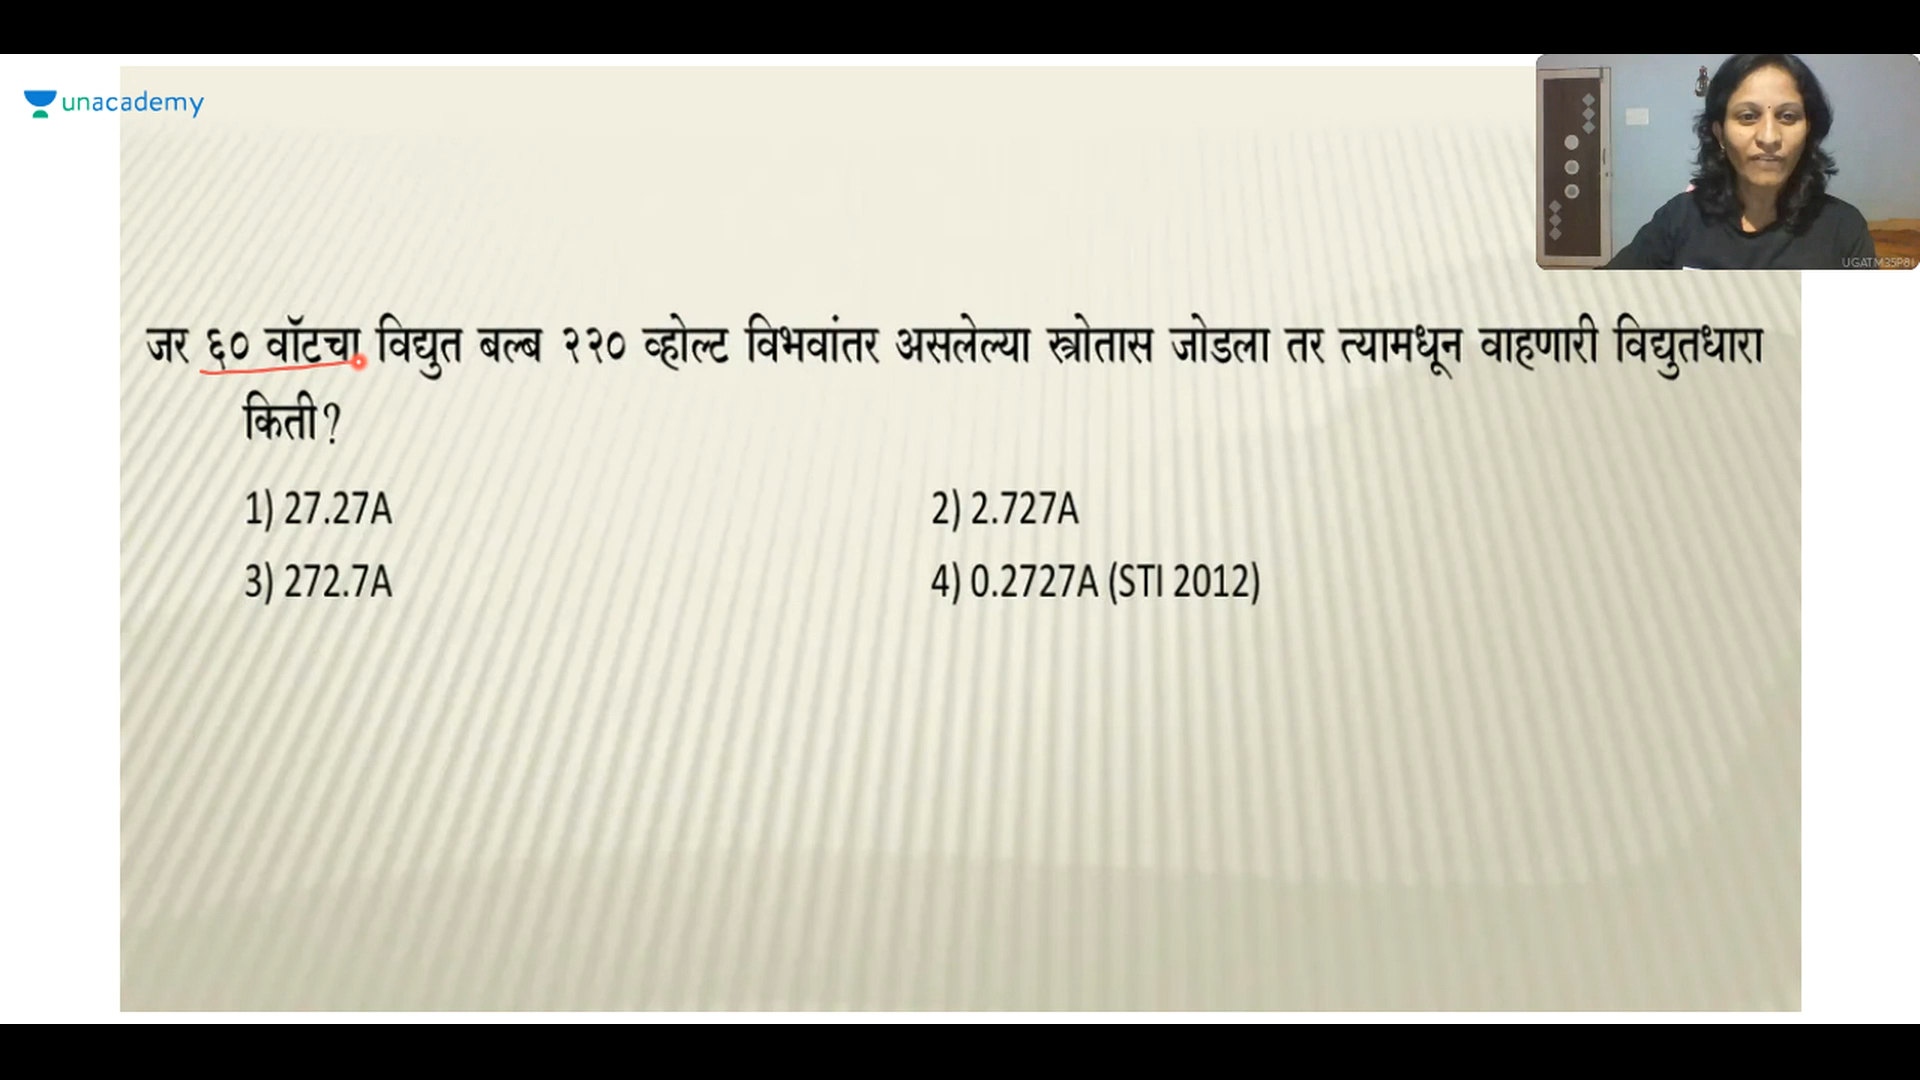 unacademy
UGATM35P8I
जर ६० वॉटचा विद्युत बल्ब २२० व्होल्ट विभवांतर असलेल्या स्त्रोतास जोडला तर त्यामधून वाहणारी विद्युतधारा
किती?
1) 27.27A 2) 2.727A
3) 272.7A 4) 0.2727A (STI 2012)